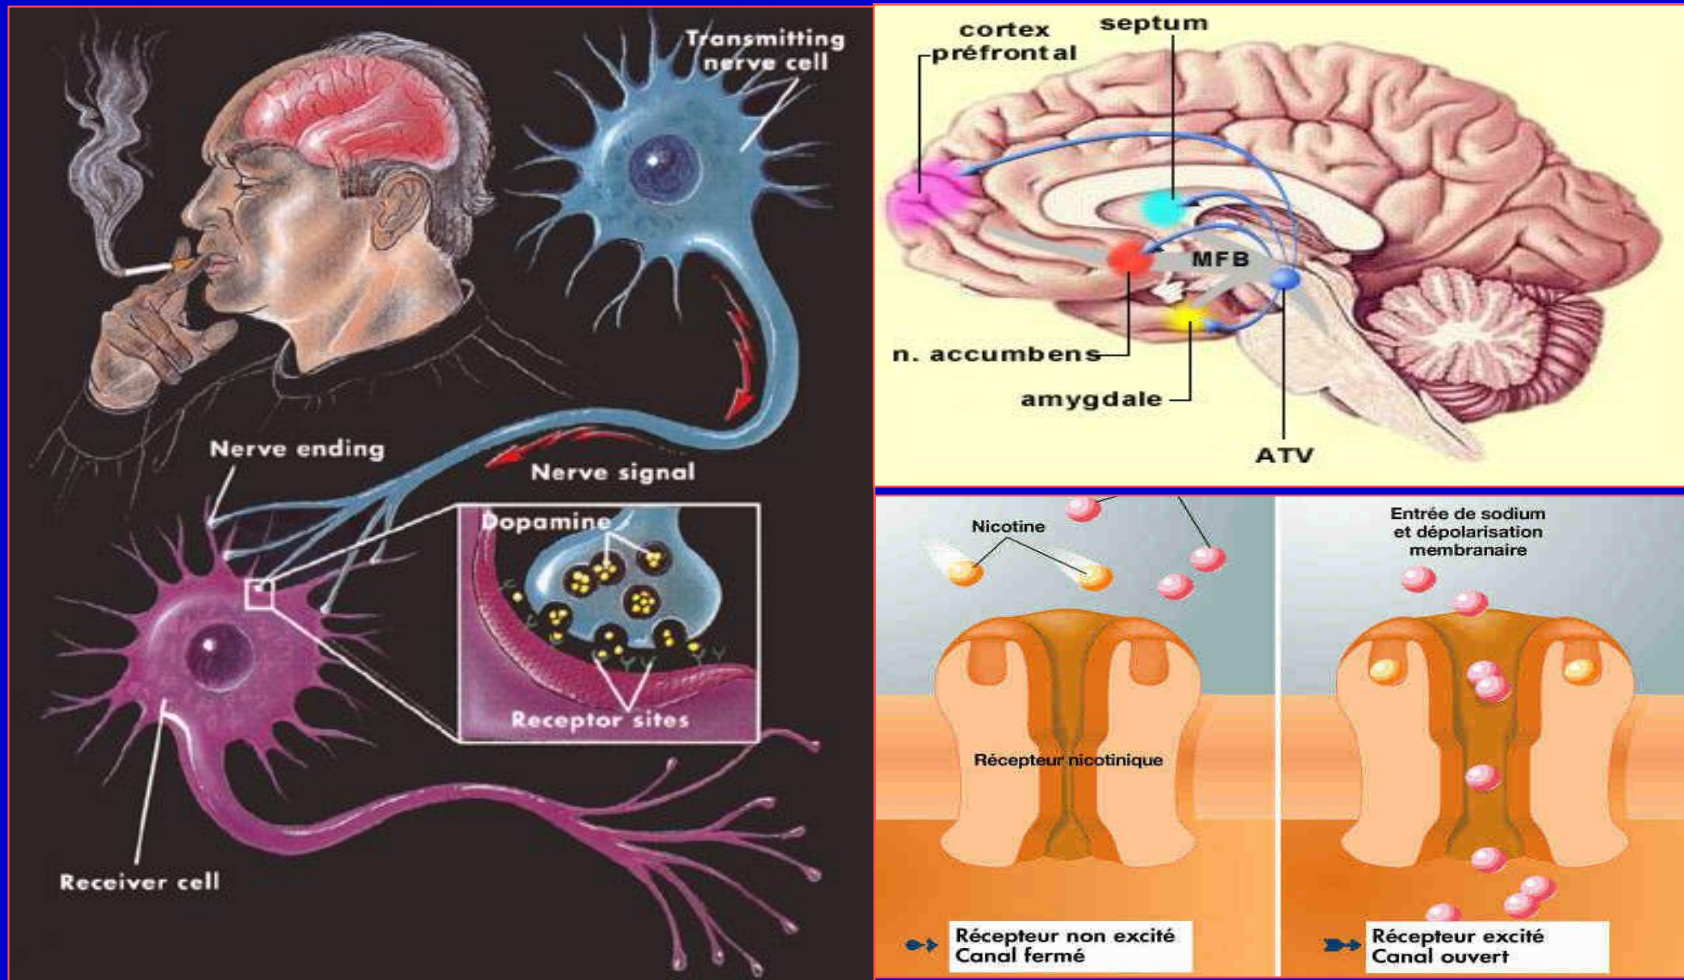 Transmitting
nerve cell
Nerve ending
Nerve signal
Dopamine
Receptor sites
Receiver cell
cortex
préfrontal
septum
MFB
n. accumbens
amygdale
ATV
Nicotine
Récepteur nicotinique
Récepteur non excité
Canal fermé
Entrée de sodium
et dépolarisation
membranaire
Récepteur excité
Canal ouvert